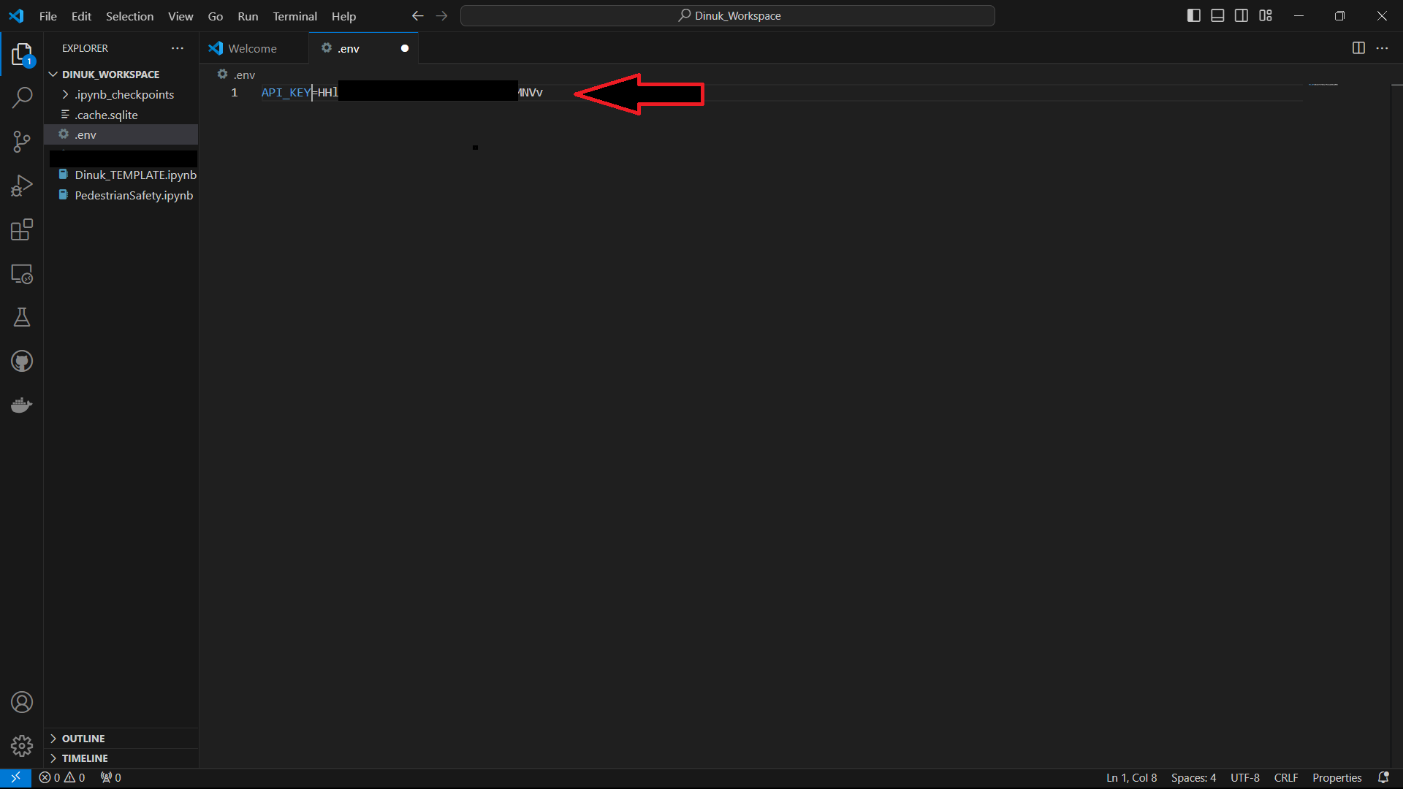 File Edit Selection View Go Run Terminal Help Dinuk_Workspace
EXPLORER
Welcome
.env
DINUK_WORKSPACE
.ipynb_checkpoints
.cache.sqlite
.env
Dinuk_TEMPLATE.ipynb
PedestrianSafety.ipynb
.env
1 API_KEY=HHl MNVv
1
OUTLINE
TIMELINE
0 0 0 Ln 1, Col 8 Spaces: 4 UTF-8 CRLF Properties